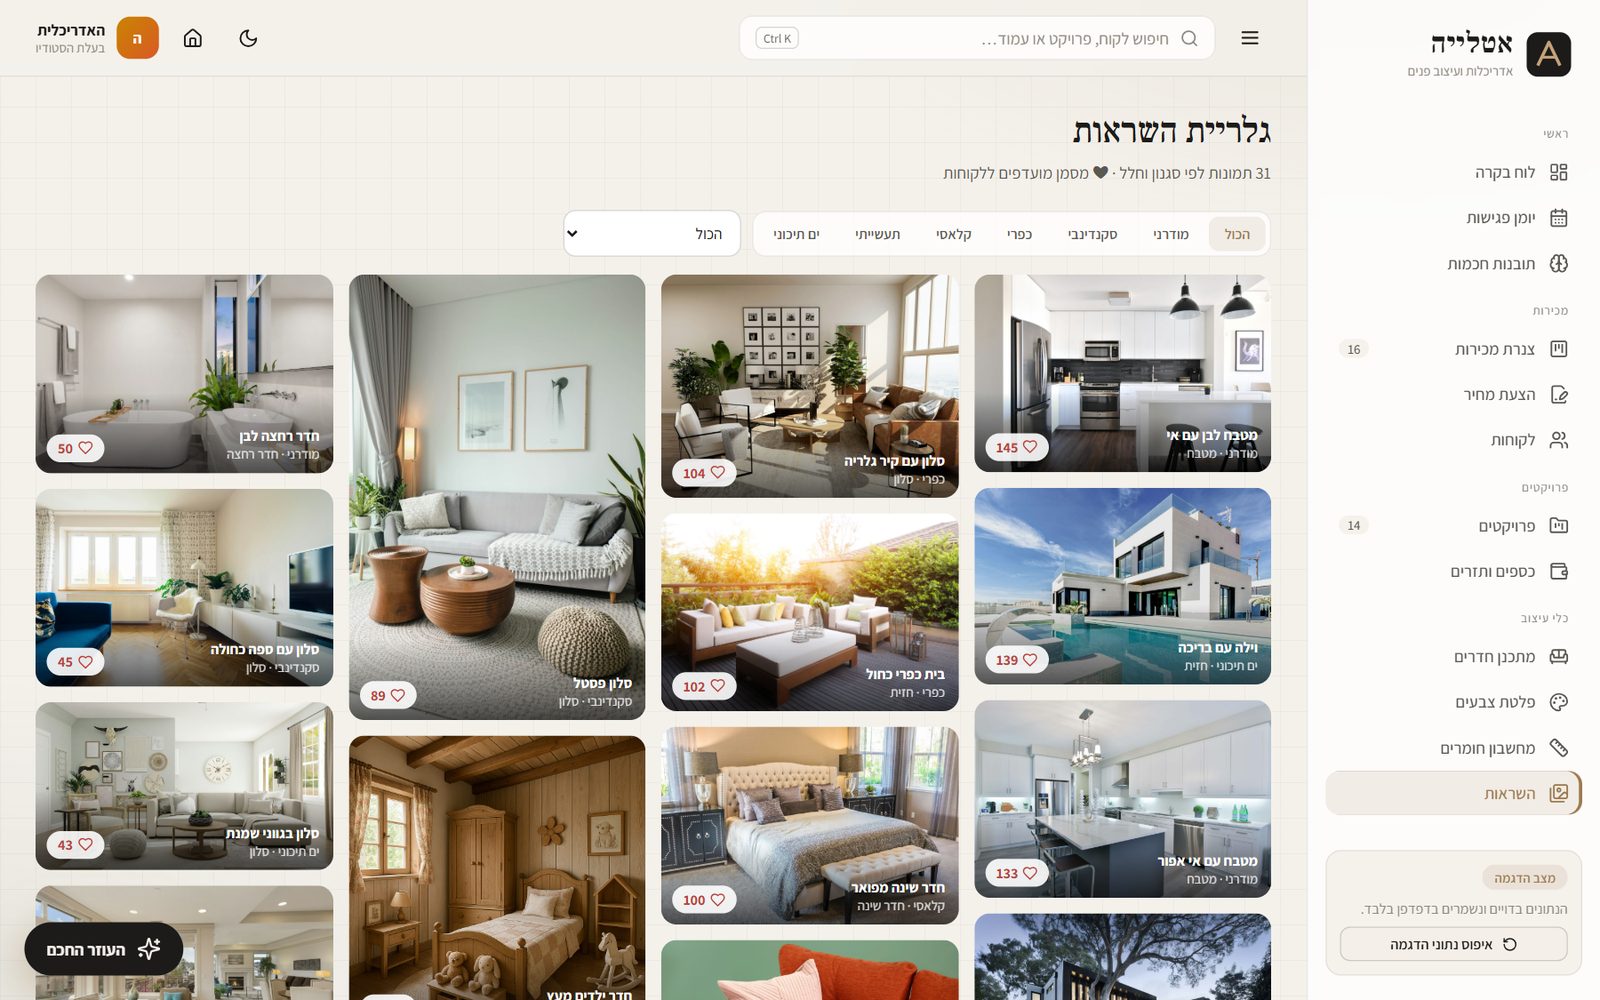 אטלייה
אדריכלות ועיצוב פנים
ראשי
לוח בקרה
יומן פגישות
תובנות חכמות
מכירות
צנרת מכירות
16
הצעת מחיר
לקוחות
פרויקטים
פרויקטים
14
כספים ותזרים
כלי עיצוב
מתכנן חדרים
פלטת צבעים
מחשבון חומרים
השראות
מצב הדגמה
הנתונים בדויים ונשמרים בדפדפן בלבד.
איפוס נתוני הדגמה
חיפוש לקוח, פרויקט או עמוד…
Ctrl K
ה
האדריכלית
בעלת הסטודיו
גלריית השראות
31 תמונות לפי סגנון וחלל · ♥ מסמן מועדפים ללקוחות
הכול
מודרני
סקנדינבי
כפרי
קלאסי
תעשייתי
ים תיכוני
הכול
מטבח לבן עם אי
מודרני · מטבח
145
וילה עם בריכה
ים תיכוני · חזית
139
מטבח עם אי אפור
מודרני · מטבח
133
סלון עם קיר גלריה
כפרי · סלון
104
בית כפרי כחול
כפרי · חזית
102
חדר שינה מפואר
קלאסי · חדר שינה
100
סלון פסטל
סקנדינבי · סלון
89
חדר ילדים מעץ
חדר רחצה לבן
מודרני · חדר רחצה
50
סלון עם ספה כחולה
סקנדינבי · סלון
45
סלון בגווני שמנת
ים תיכוני · סלון
43
העוזר החכם